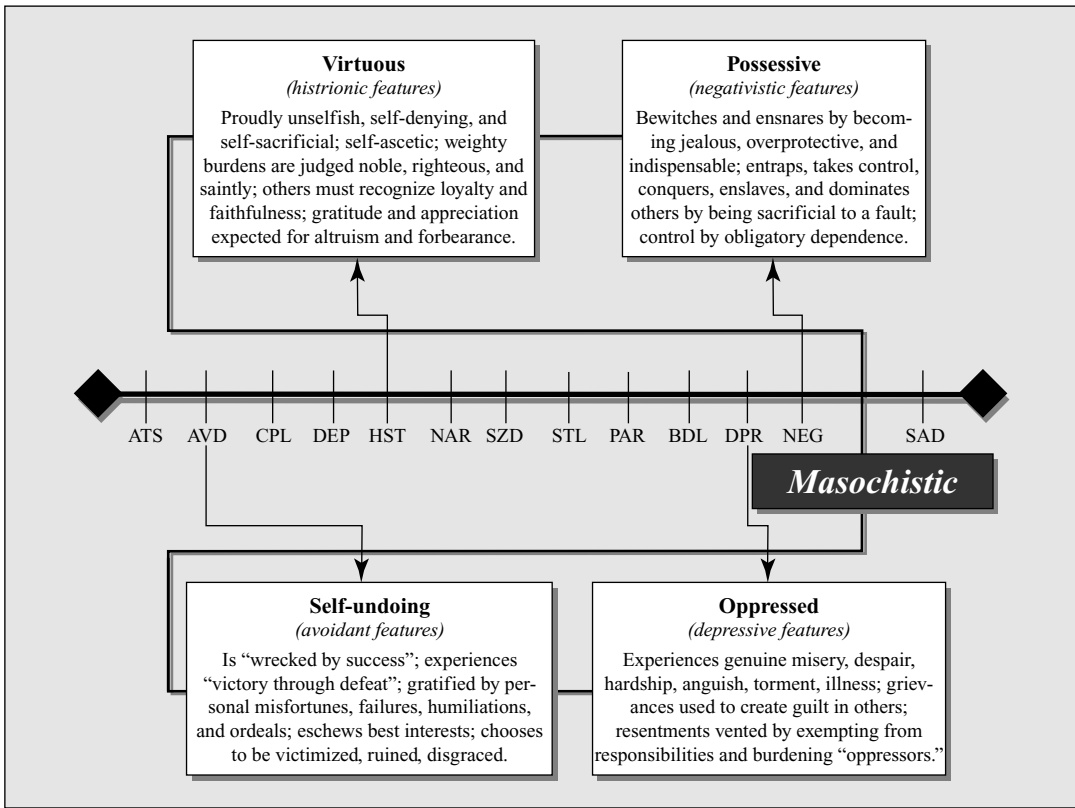 Virtuous
(histrionic features)
Proudly unselfish, self-denying, and
self-sacrificial; self-ascetic; weighty
burdens are judged noble, righteous, and
saintly; others must recognize loyalty and
faithfulness; gratitude and appreciation
expected for altruism and forbearance.
Possessive
(negativistic features)
Bewitches and ensnares by becom-
ing jealous, overprotective, and
indispensable; entraps, takes control,
conquers, enslaves, and dominates
others by being sacrificial to a fault;
control by obligatory dependence.
ATS AVD CPL DEP HST NAR SZD STL PAR BDL DPR NEG SAD
Masochistic
Self-undoing
(avoidant features)
Is “wrecked by success”; experiences
“victory through defeat”; gratified by per-
sonal misfortunes, failures, humiliations,
and ordeals; eschews best interests; chooses
to be victimized, ruined, disgraced.
Oppressed
(depressive features)
Experiences genuine misery, despair,
hardship, anguish, torment, illness; griev-
ances used to create guilt in others;
resentments vented by exempting from
responsibilities and burdening “oppressors.”